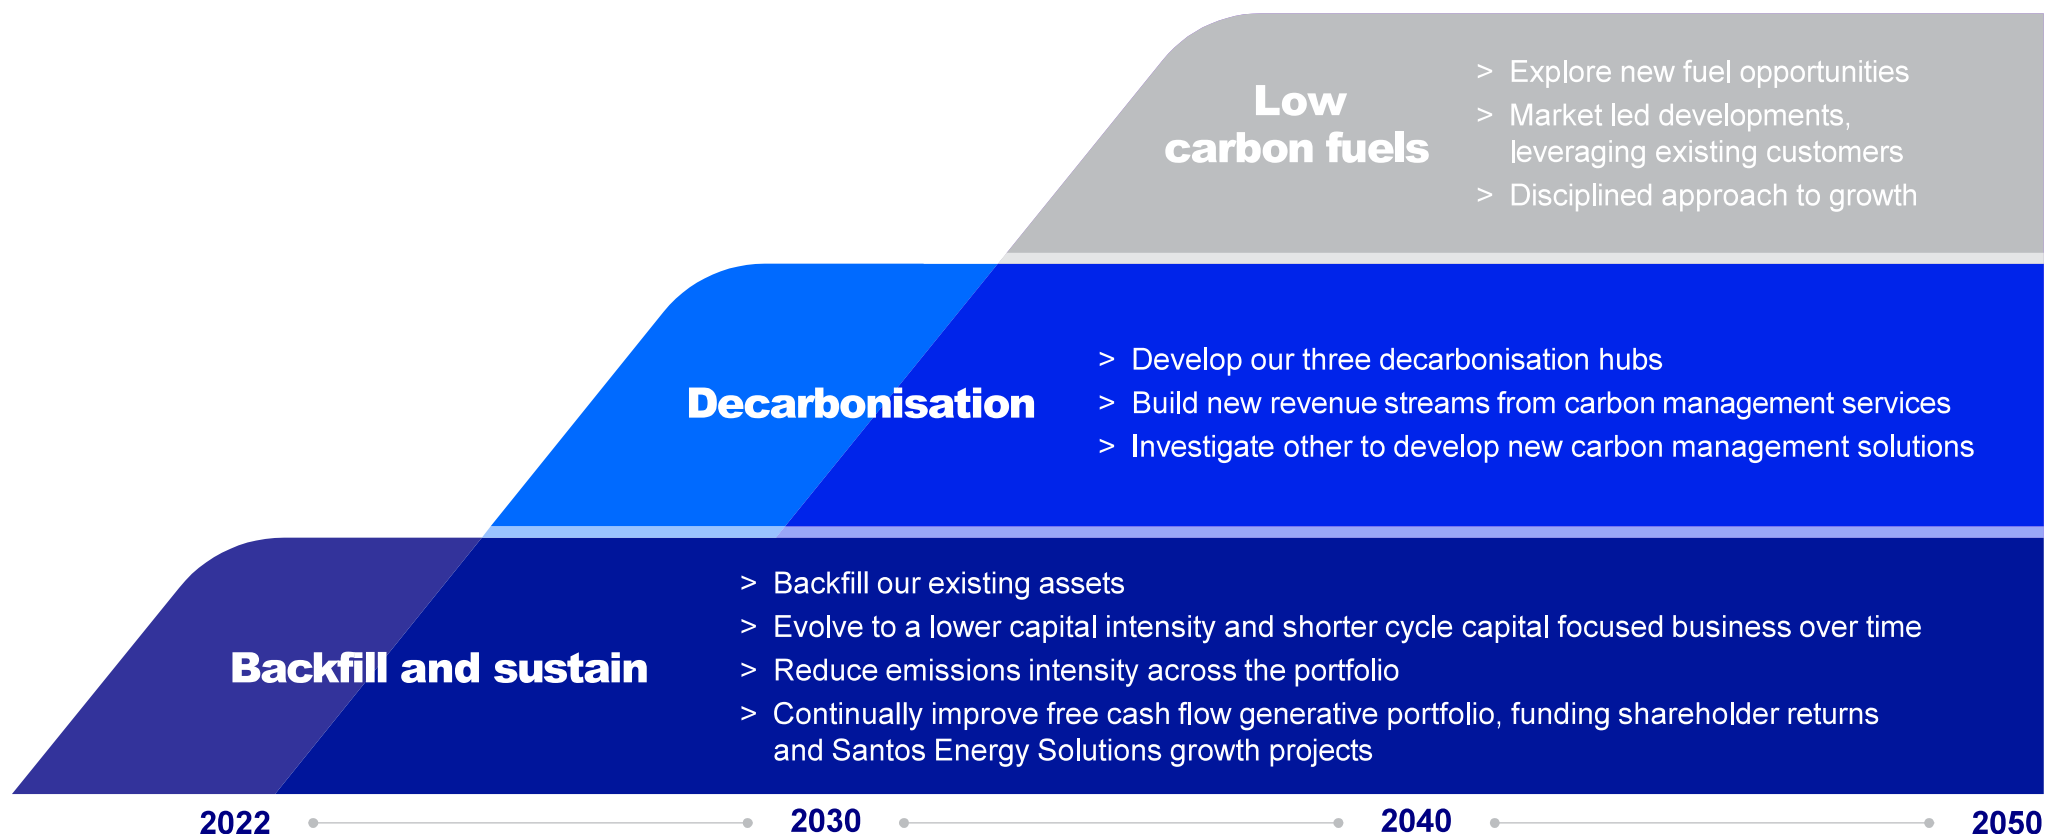 Low
carbon fuels
> Explore new fuel opportunities
> Market led developments,
leveraging existing customers
> Disciplined approach to growth
Decarbonisation
> Develop our three decarbonisation hubs
> Build new revenue streams from carbon management services
> Investigate other to develop new carbon management solutions
Backfill and sustain
> Backfill our existing assets
> Evolve to a lower capital intensity and shorter cycle capital focused business over time
> Reduce emissions intensity across the portfolio
> Continually improve free cash flow generative portfolio, funding shareholder returns
and Santos Energy Solutions growth projects
2022 2030 2040 2050